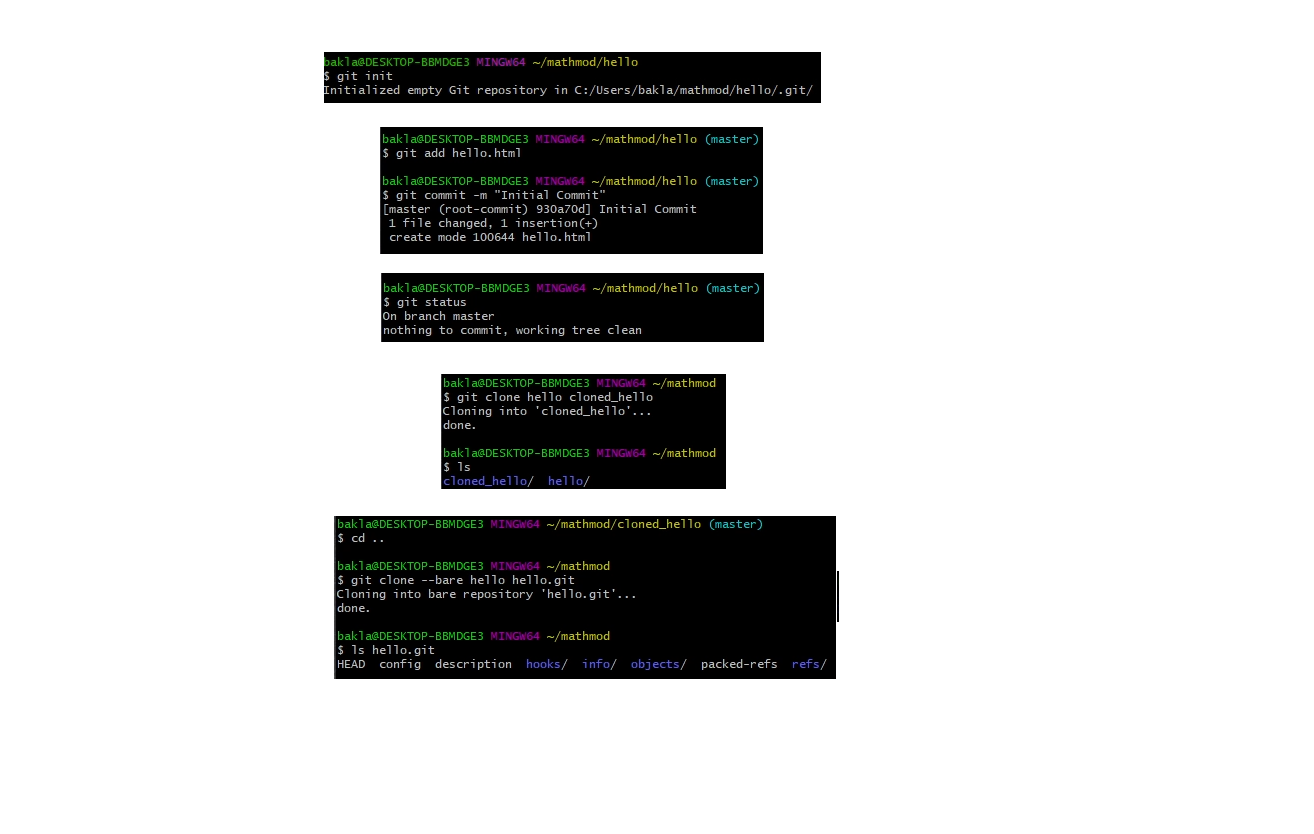 bakla@DESKTOP-BBMDGE3 MINGW64 ~/mathmod/hello
$ git init
Initialized empty Git repository in C:/Users/bakla/mathmod/hello/.git/
bakla@DESKTOP-BBMDGE3 MINGW64 ~/mathmod/hello (master)
$ git add hello.html
bakla@DESKTOP-BBMDGE3 MINGW64 ~/mathmod/hello (master)
$ git commit -m "Initial Commit"
[master (root-commit) 930a70d] Initial Commit
1 file changed, 1 insertion(+)
create mode 100644 hello.html
bakla@DESKTOP-BBMDGE3 MINGW64 ~/mathmod/hello (master)
$ git status
On branch master
nothing to commit, working tree clean
bakla@DESKTOP-BBMDGE3 MINGW64 ~/mathmod
$ git clone hello cloned_hello
Cloning into 'cloned_hello'...
done.
bakla@DESKTOP-BBMDGE3 MINGW64 ~/mathmod
$ ls
cloned_hello/ hello/
bakla@DESKTOP-BBMDGE3 MINGW64 ~/mathmod/cloned_hello (master)
$ cd ..
bakla@DESKTOP-BBMDGE3 MINGW64 ~/mathmod
$ git clone --bare hello hello.git
Cloning into bare repository 'hello.git'...
done.
bakla@DESKTOP-BBMDGE3 MINGW64 ~/mathmod
$ ls hello.git
HEAD config description hooks/ info/ objects/ packed-refs refs/